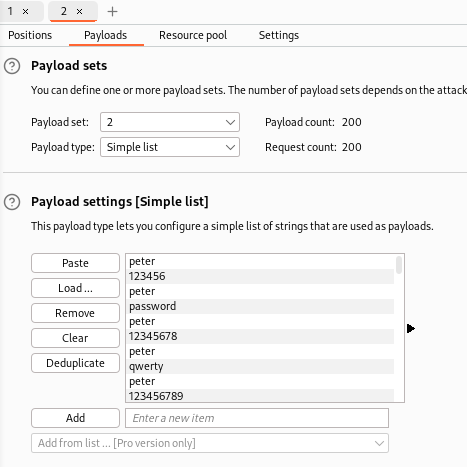 1 × 2 × +
Positions Payloads Resource pool Settings
? Payload sets
You can define one or more payload sets. The number of payload sets depends on the attack
Payload set: 2 Payload count: 200
Payload type: Simple list Request count: 200
? Payload settings [Simple list]
This payload type lets you configure a simple list of strings that are used as payloads.
Paste
Load ...
Remove
Clear
Deduplicate
peter
123456
peter
password
peter
12345678
peter
qwerty
peter
123456789
Add Enter a new item
Add from list ... [Pro version only]